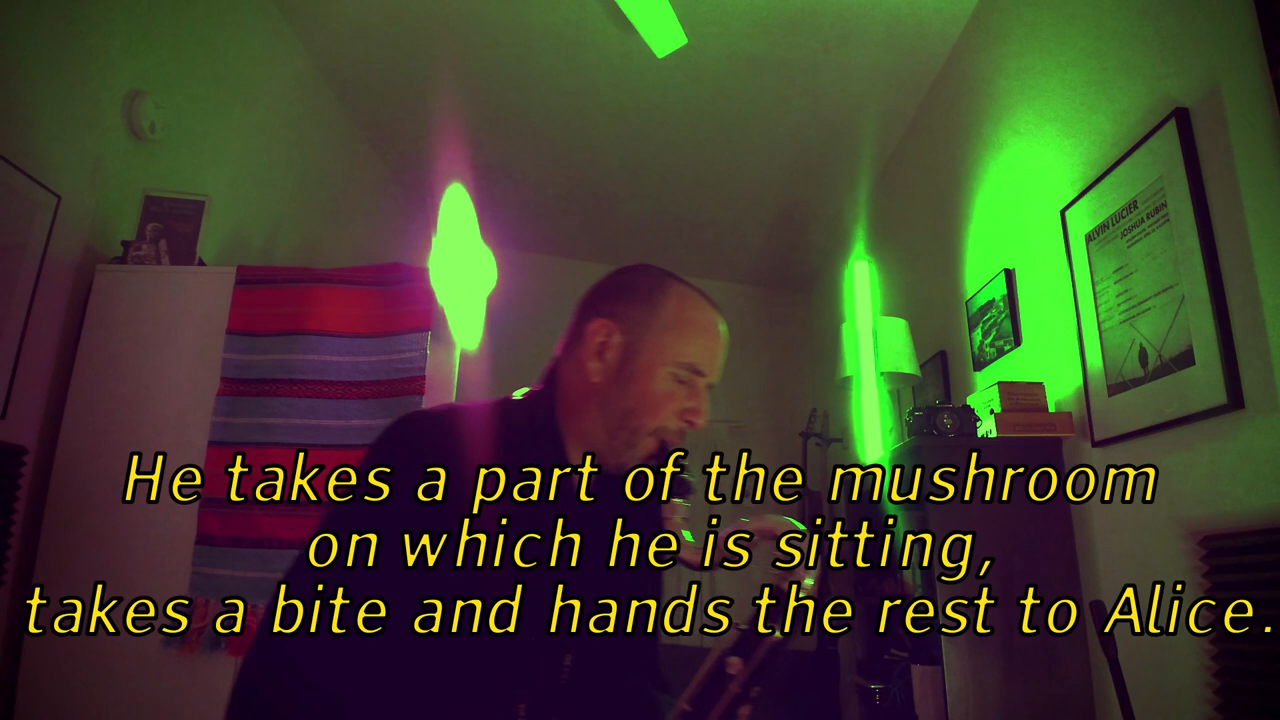 ALVIN LUCIER
JOSHUA RUBIN
He takes a part of the mushroom
on which he is sitting,
takes a bite and hands the rest to Alice.